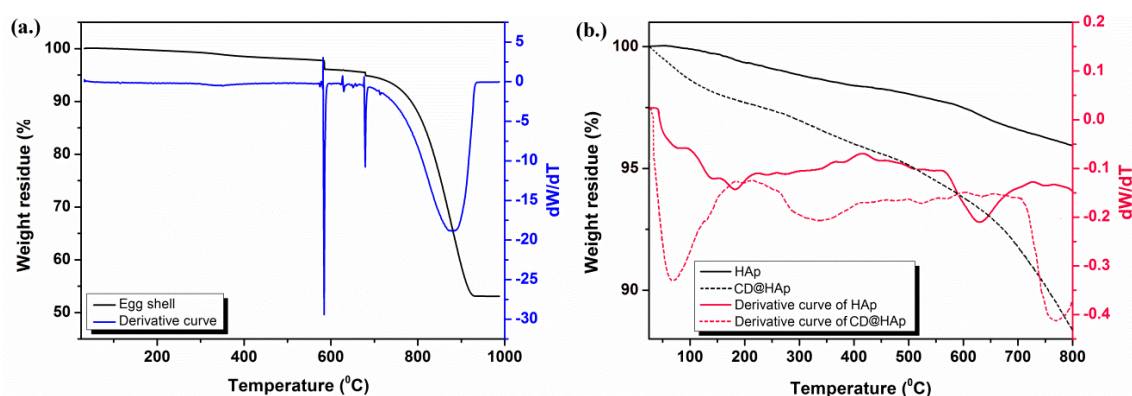 (a.)
100
90
80
70
60
50
Weight residue (%
5
0
-5
-10
-15
-20
-25
-30
dW/dT
Egg shell
Derivative curve
200
400
600
800
1000
Temperature (⁰C)
(b.)
100
95
90
Weight residue (%)
0.2
0.1
0.0
-0.1
-0.2
-0.3
-0.4
dW/dT
HAp
CD@HAp
Derivative curve of HAp
Derivative curve of CD@HAp
100
200
300
400
500
600
700
800
Temperature (⁰C)